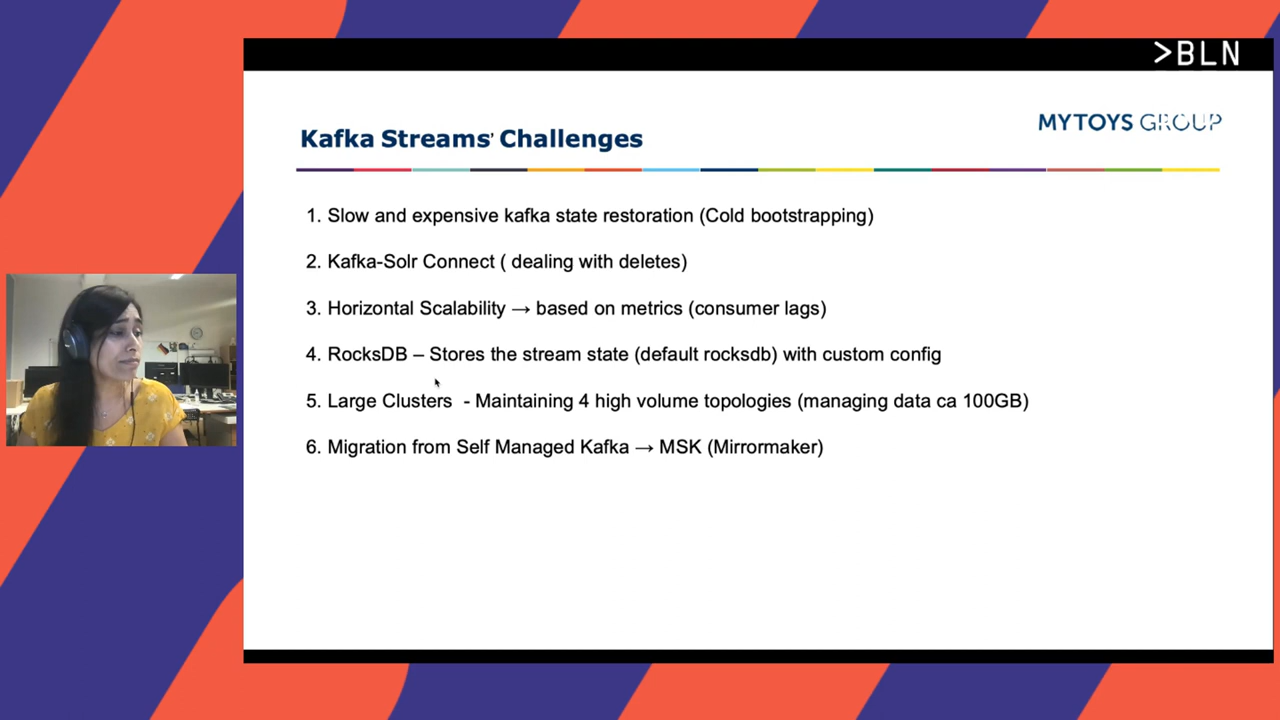 >BLN
MYTOYS GROUP
Kafka Streams' Challenges
1. Slow and expensive kafka state restoration (Cold bootstrapping)
2. Kafka-Solr Connect ( dealing with deletes)
3. Horizontal Scalability → based on metrics (consumer lags)
4. RocksDB – Stores the stream state (default rocksdb) with custom config
5. Large Clusters - Maintaining 4 high volume topologies (managing data ca 100GB)
6. Migration from Self Managed Kafka → MSK (Mirrormaker)